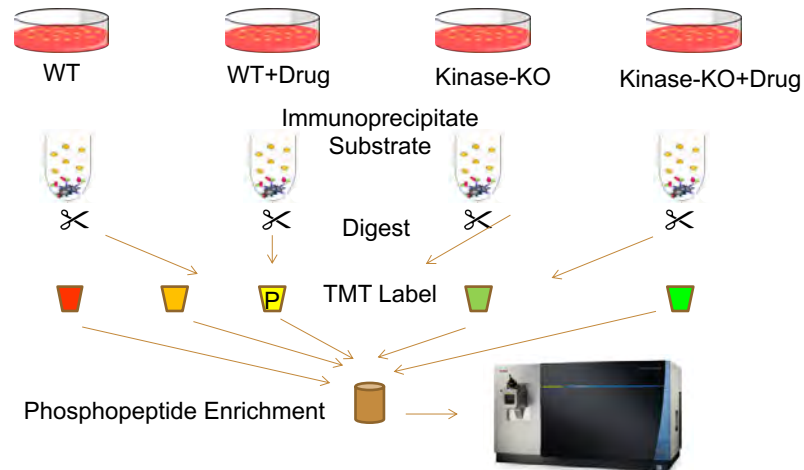 WT
WT+Drug
Kinase-KO
Kinase-KO+Drug
Immunoprecipitate
Substrate
Digest
P
TMT Label
Phosphopeptide Enrichment